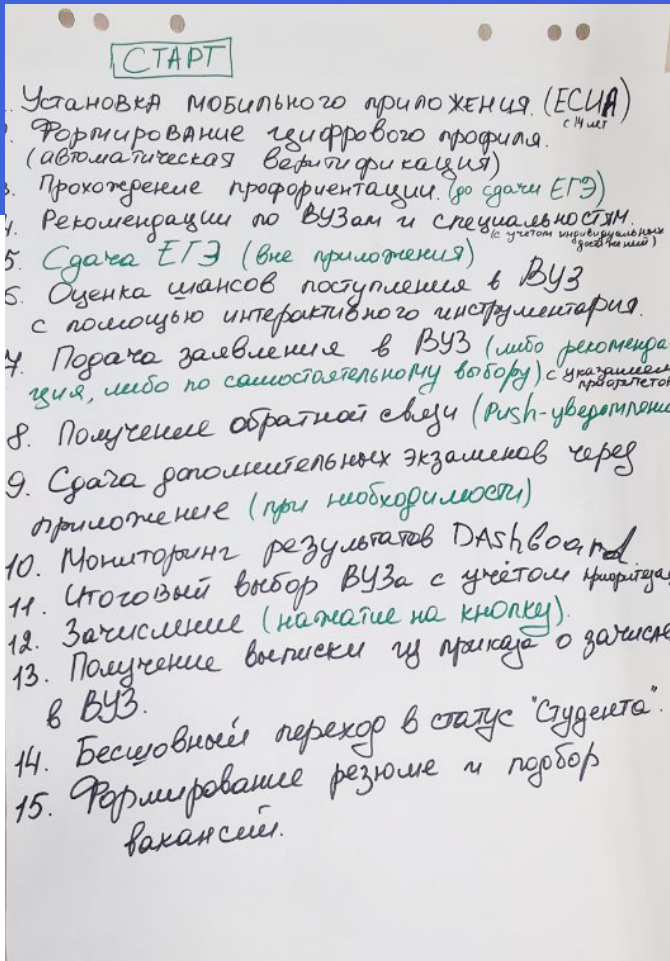 СТАРТ
. Установка мобильного приложения. (ЕСИА)
с 14 лет
. Формирование цифрового профиля.
(автоматическая верификация)
3. Прохождение профориентации. (до сдачи ЕГЭ)
4. Рекомендации по ВУЗам и специальностям.
(с учетом индивидуальных
достижений)
5. Сдача ЕГЭ (вне приложения)
6. Оценка шансов поступления в ВУЗ
с помощью интерактивного инструментария.
7. Подача заявления в ВУЗ (либо рекоменда-
ция, либо по самостоятельному выбору) с указанием
приоритетов
8. Получение обратной связи (Push-уведомлени
9. Сдача дополнительных экзаменов через
приложение (при необходимости)
10. Мониторинг результатов DAshboard.
11. Итоговый выбор ВУЗа с учётом приоритета
12. Зачисление (нажатие на кнопку).
13. Получение выписки из приказа о зачисле
в ВУЗ.
14. Бесшовный переход в статус "Студента".
15. Формирование резюме и подбор
вакансий.